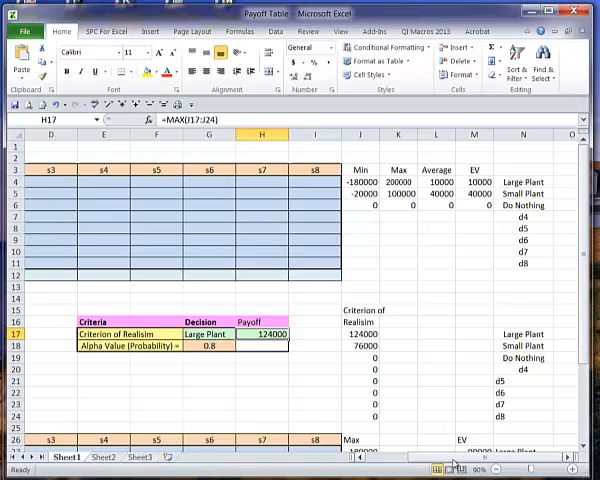 Payoff Table - Microsoft Excel
File Home SPC For Excel Insert Page Layout Formulas Data Review View Add-Ins QI Macros 2013 Acrobat
Paste
Calibri 11
B I U
General
$ % ,
Conditional Formatting
Format as Table
Cell Styles
Insert
Delete
Format
Sort & Filter
Find & Select
Clipboard Font Alignment Number Styles Cells Editing
H17 fx =MAX(J17:J24)
D E F G H I J K L M N O
1
2
3 s3 s4 s5 s6 s7 s8 Min Max Average EV
4 -180000 200000 10000 10000 Large Plant
5 -20000 100000 40000 40000 Small Plant
6 0 0 0 0 Do Nothing
7 d4
8 d5
9 d6
10 d7
11 d8
12
13
14
15 Criterion of
16 Criteria Decision Payoff Realisim
17 Criterion of Realisim Large Plant 124000 124000 Large Plant
18 Alpha Value (Probability) = 0.8 76000 Small Plant
19 0 Do Nothing
20 0 d4
21 0 d5
22 0 d6
23 0 d7
24 0 d8
25
26 s3 s4 s5 s6 s7 s8 Max EV
Sheet1 Sheet2 Sheet3
Ready 90%